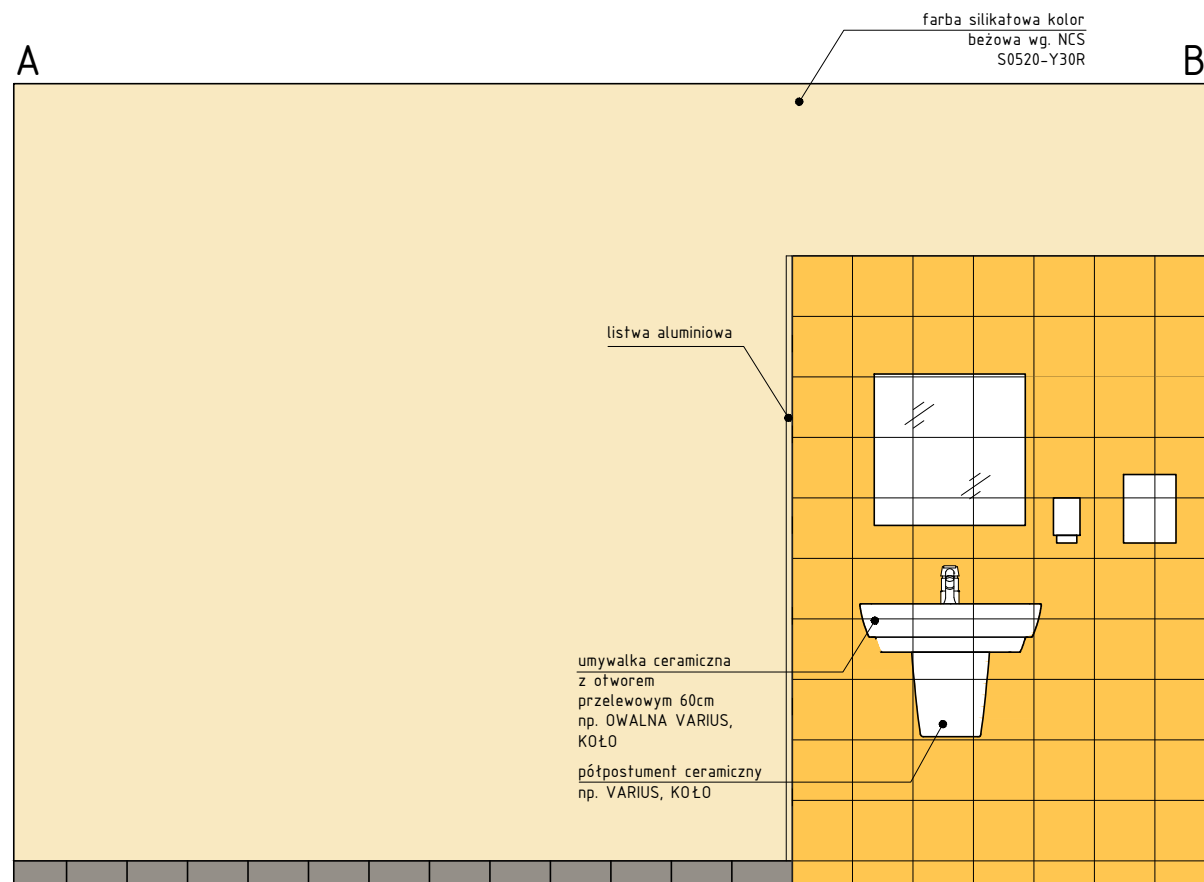 A
farba silikatowa kolor
beżowa wg. NCS
S0520-Y30R
B
listwa aluminiowa
umywalka ceramiczna
z otworem
przelewowym 60cm
np. OWALNA VARIUS,
KOŁO
półpostument ceramiczny
np. VARIUS, KOŁO